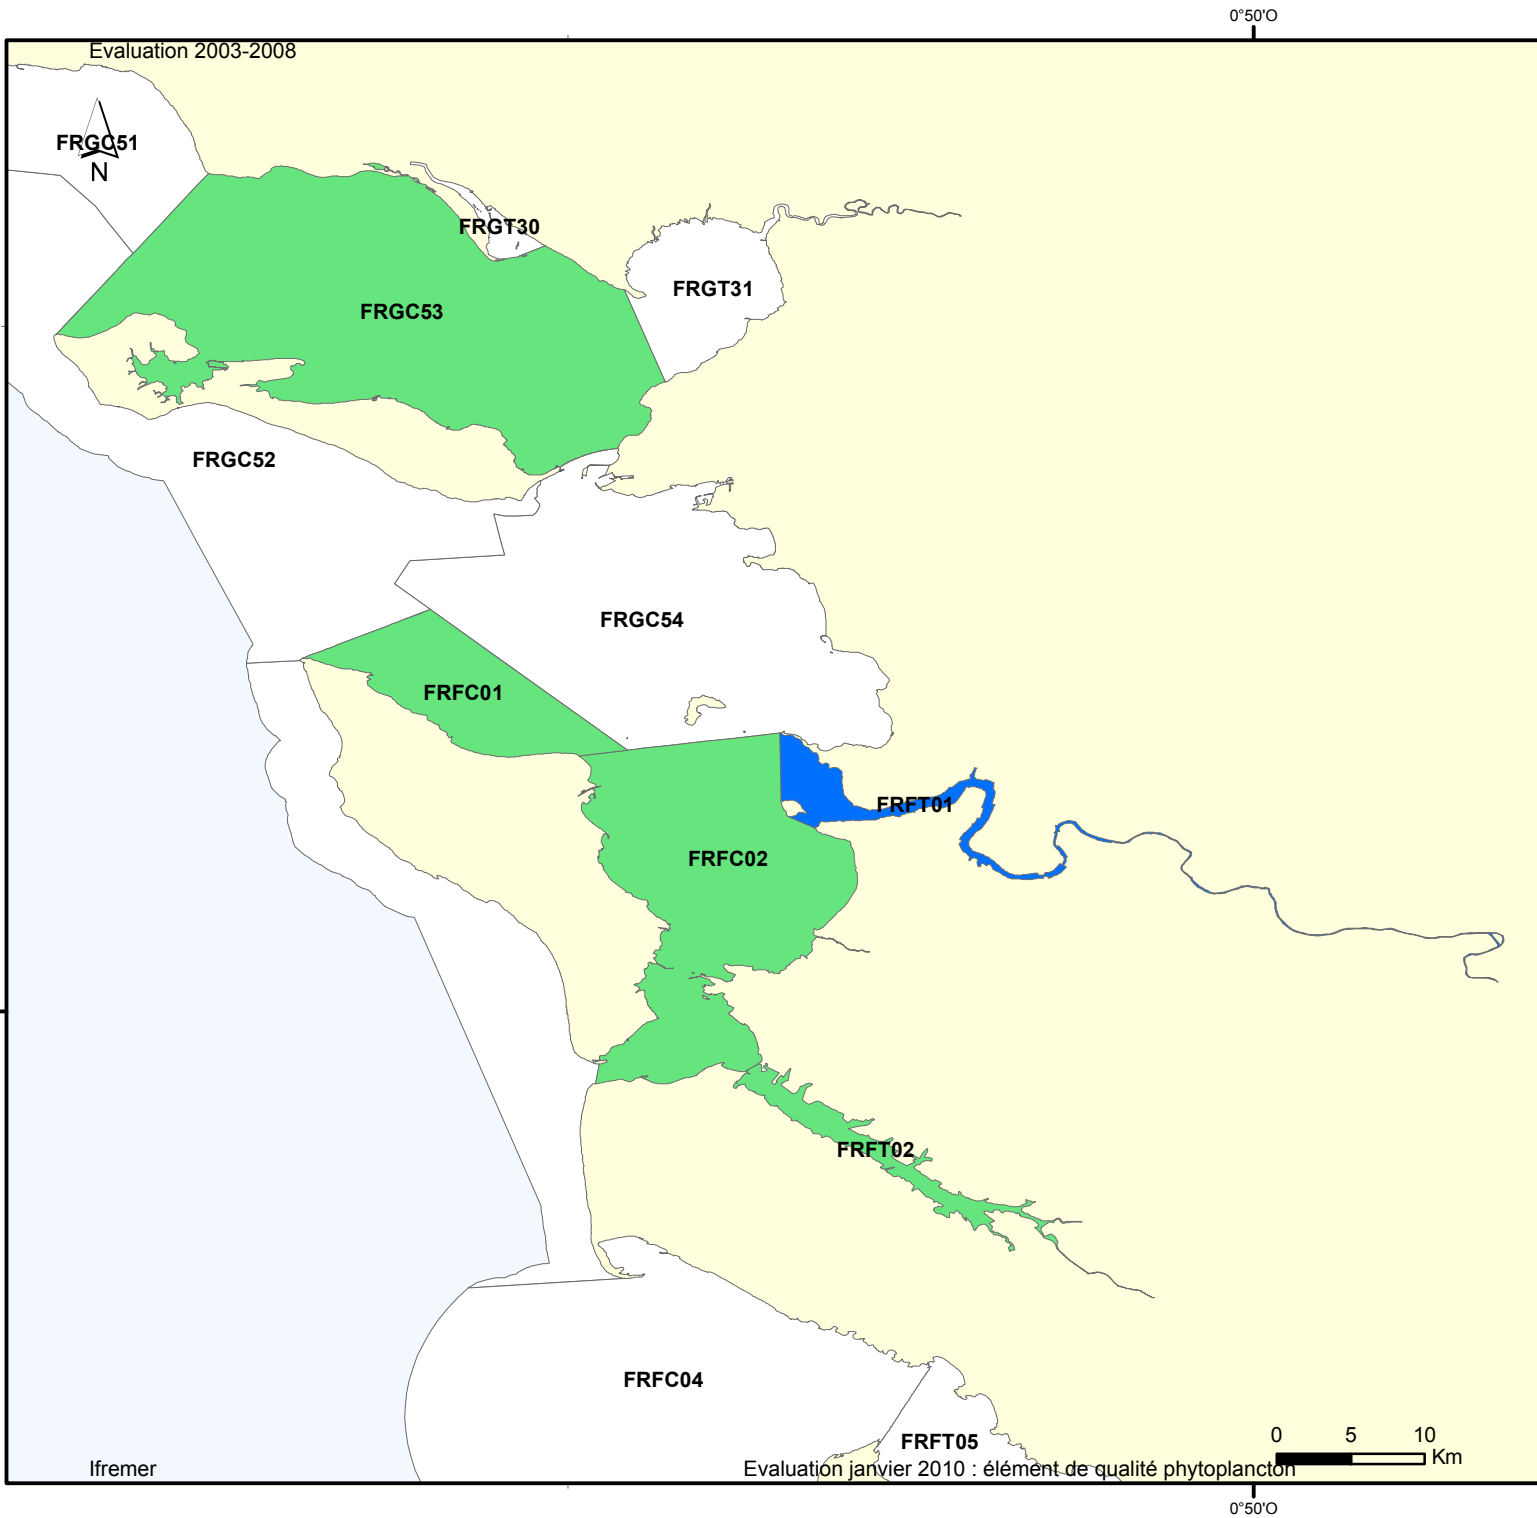 0°50'O
Evaluation 2003-2008
FRGC51
N
FRGT30
FRGT31
FRGC53
FRGC52
FRGC54
FRFC01
FRFT01
FRFC02
FRFT02
FRFC04
FRFT05
0 5 10
Km
Ifremer
Evaluation janvier 2010 : élément de qualité phytoplancton
0°50'O